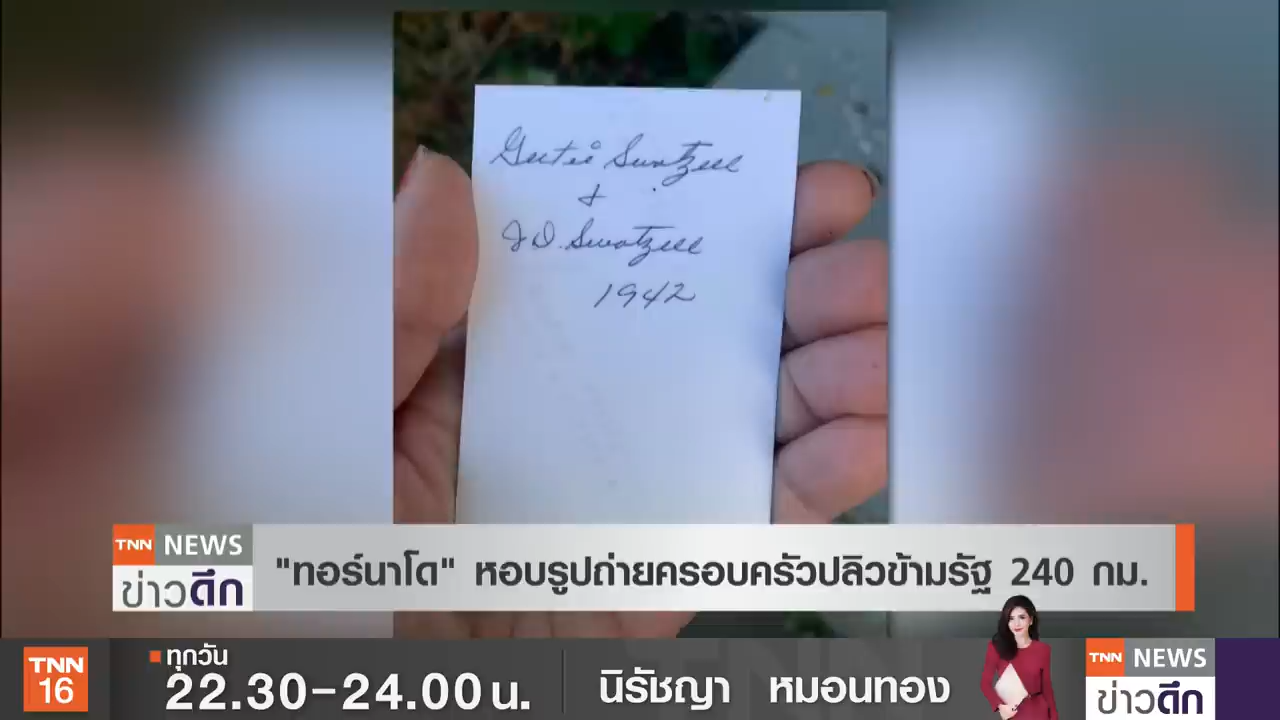 Gertie Swatzell
&
J D. Swatzell
1942
TNN NEWS
ข่าวดึก
"ทอร์นาโด" หอบรูปถ่ายครอบครัวปลิวข้ามรัฐ 240 กม.
TNN
16
ทุกวัน
22.30-24.00 น.
นิรัชญา หมอนทอง
TNN NEWS
ข่าวดึก